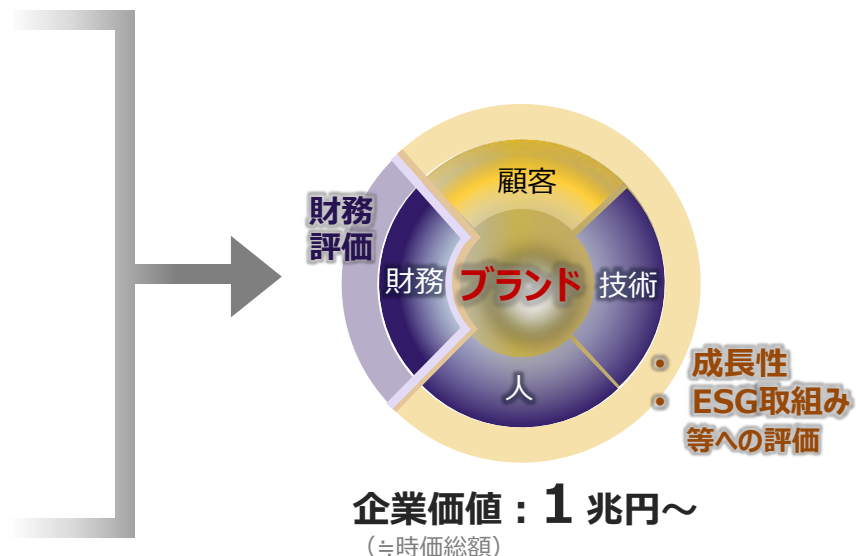 顧客
財務
評価
財務
ブランド
技術
人
• 成長性
• ESG取組み
等への評価
企業価値：1 兆円～
（≒時価総額）